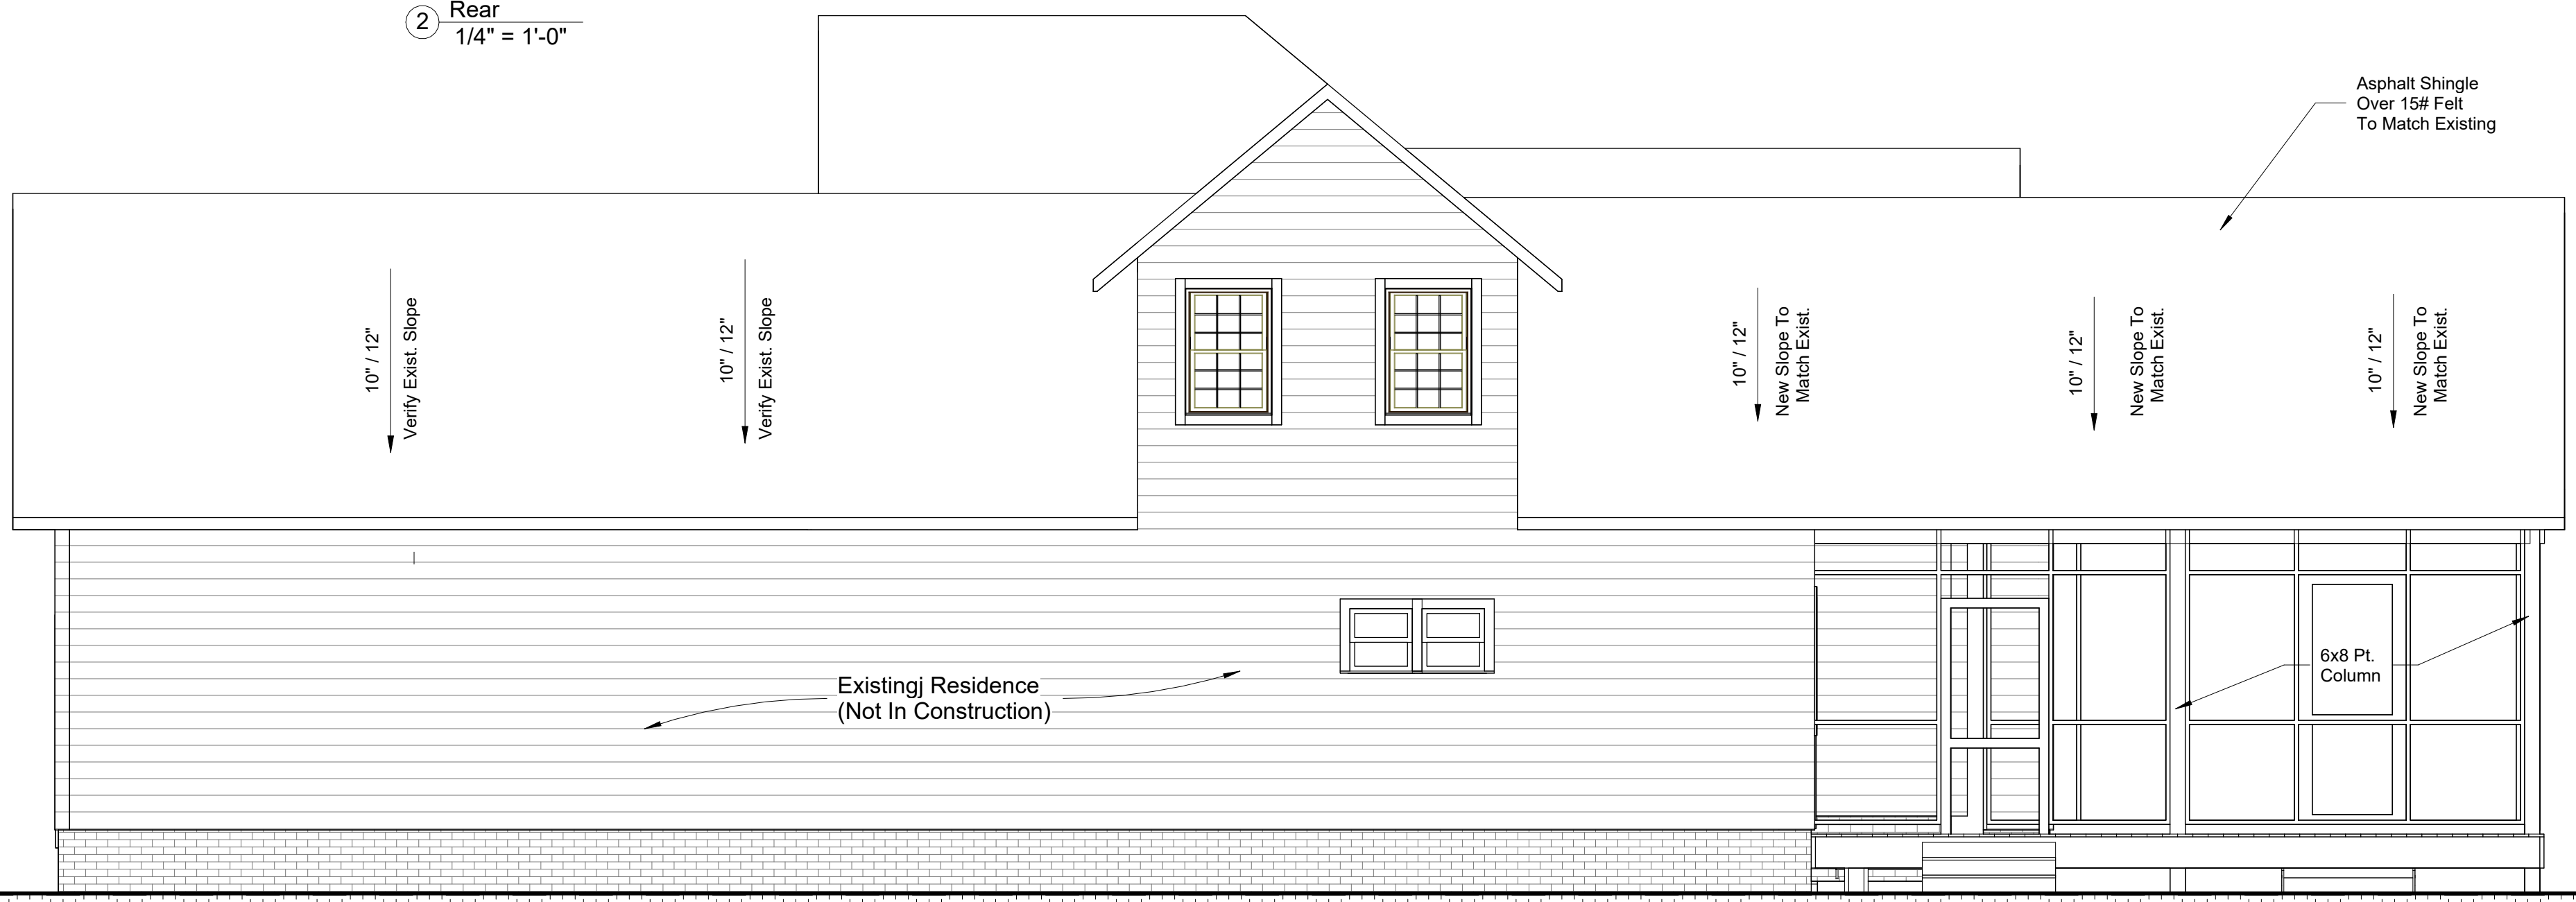 2
Rear
1/4" = 1'-0"
Asphalt Shingle
Over 15# Felt
To Match Existing
10" / 12"
Verify Exist. Slope
10" / 12"
Verify Exist. Slope
10" / 12"
New Slope To
Match Exist.
10" / 12"
New Slope To
Match Exist.
10" / 12"
New Slope To
Match Exist.
Existingj Residence
(Not In Construction)
6x8 Pt.
Column